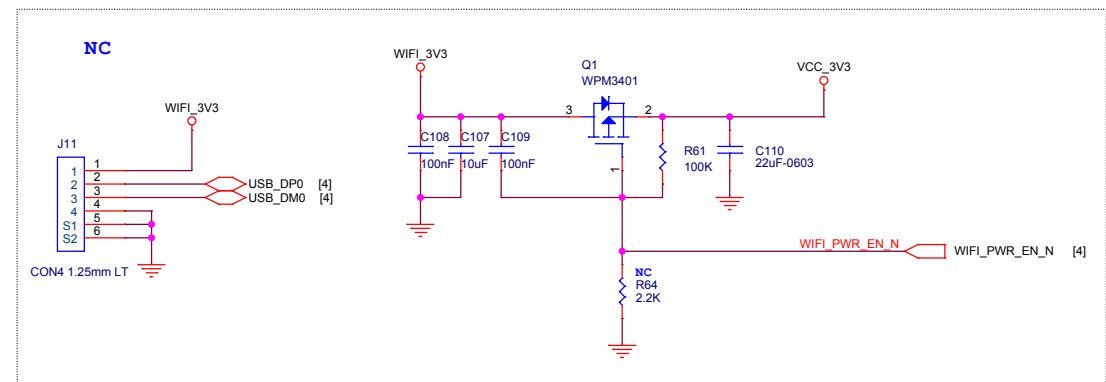 NC
WIFI_3V3
J11
1
2
3
4
S1
S2
1
2
3
4
5
6
USB_DP0 [4]
USB_DM0 [4]
CON4 1.25mm LT
WIFI_3V3
Q1
WPM3401
VCC_3V3
3
2
1
C108
100nF
C107
10uF
C109
100nF
R61
100K
C110
22uF-0603
WIFI_PWR_EN_N
WIFI_PWR_EN_N [4]
NC
R64
2.2K